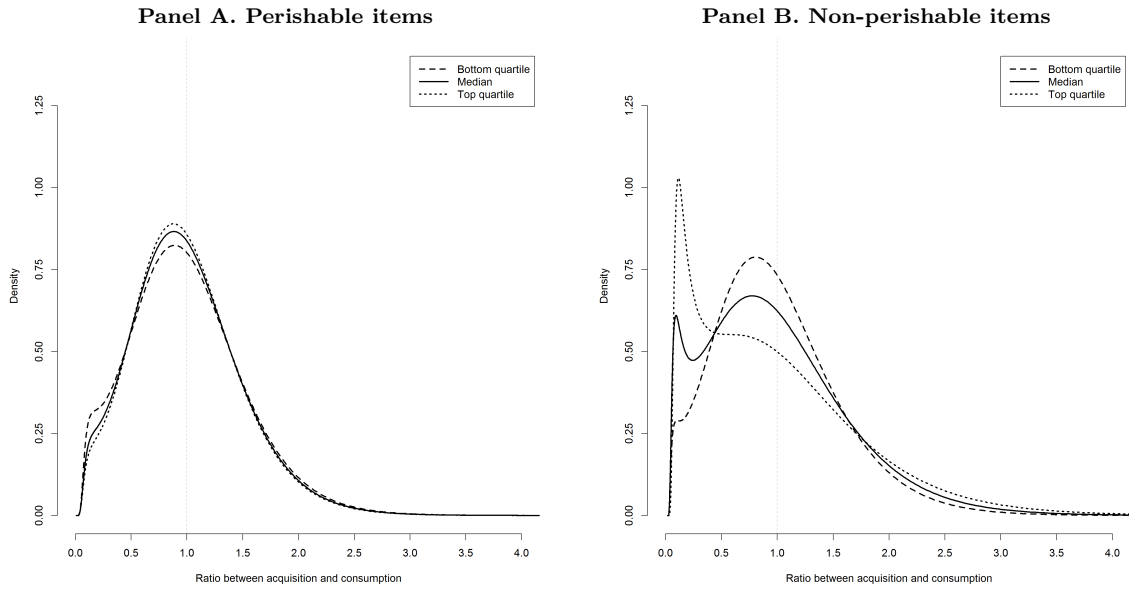 Panel A. Perishable items
Bottom quartile
Median
Top quartile
1.25
1.00
0.75
0.50
0.25
0.00
Density
0.0 0.5 1.0 1.5 2.0 2.5 3.0 3.5 4.0
Ratio between acquisition and consumption
Panel B. Non-perishable items
Bottom quartile
Median
Top quartile
1.25
1.00
0.75
0.50
0.25
0.00
Density
0.0 0.5 1.0 1.5 2.0 2.5 3.0 3.5 4.0
Ratio between acquisition and consumption